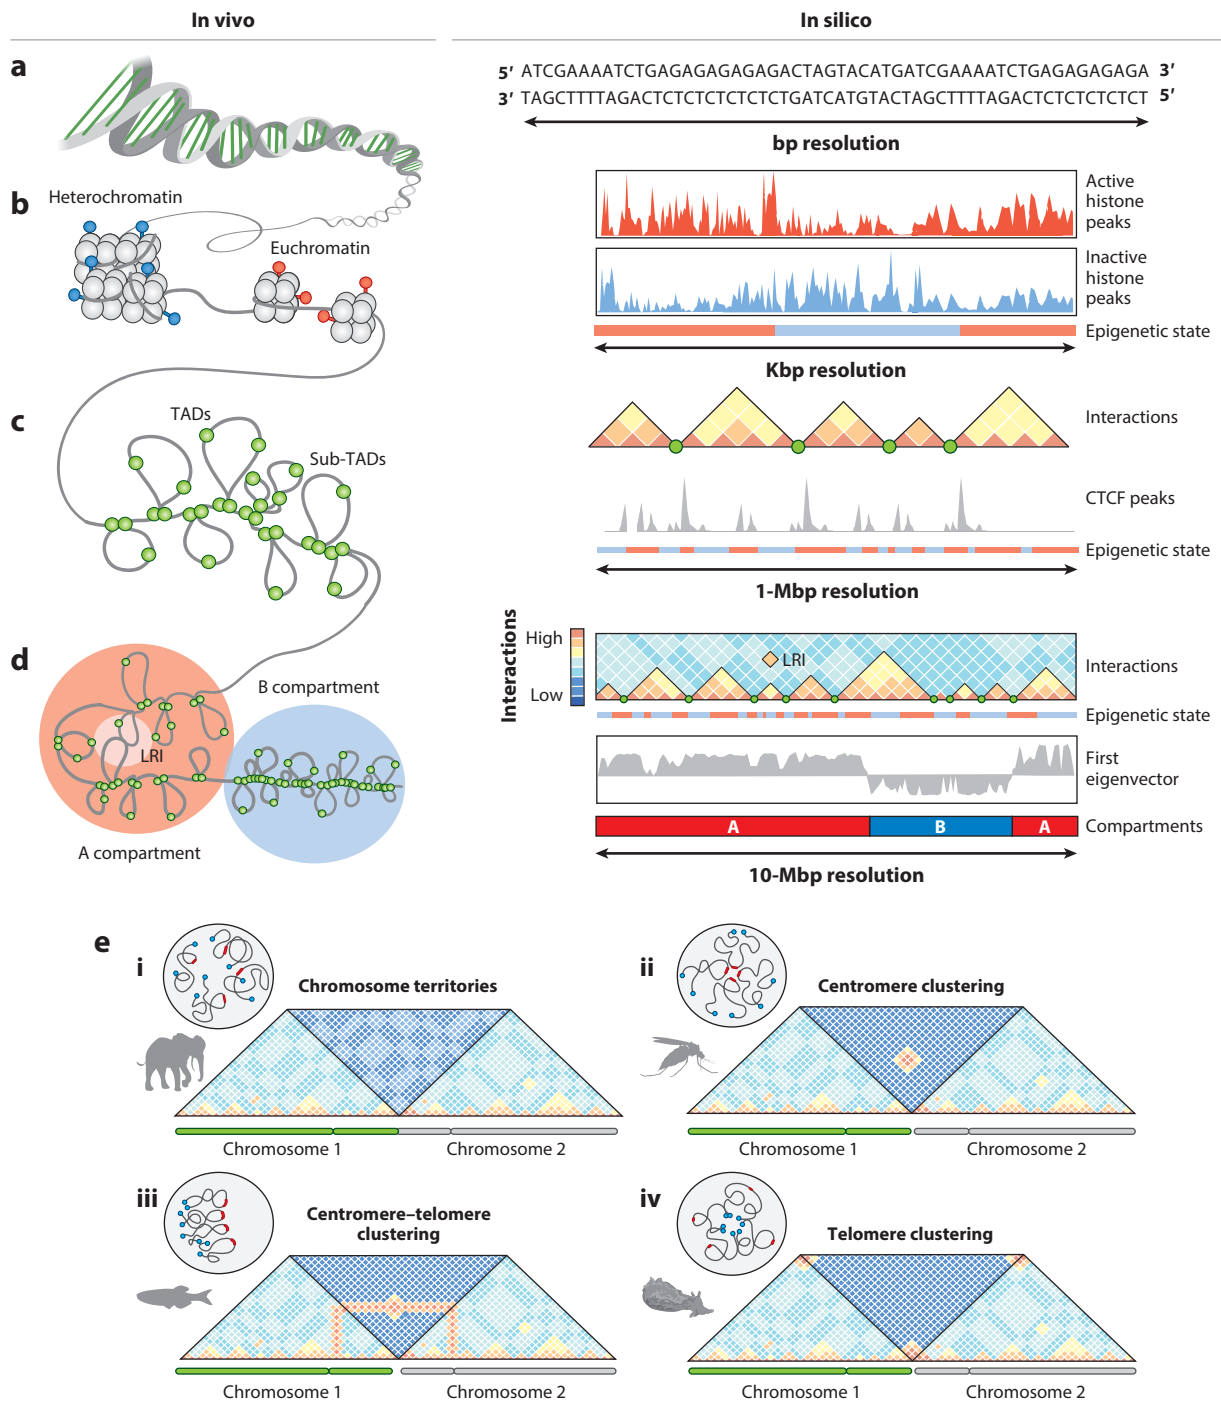 In vivo
In silico
a
5′ ATCGAAAATCTGAGAGAGAGAGACTAGTACATGATCGAAAATCTGAGAGAGAGA 3′
3′ TAGCTTTTAGACTCTCTCTCTCTCTGATCATGTACTAGCTTTTAGACTCTCTCTCTCT 5′
bp resolution
b
Heterochromatin
Euchromatin
Active
histone
peaks
Inactive
histone
peaks
Epigenetic state
Kbp resolution
c
TADs
Sub-TADs
Interactions
CTCF peaks
Epigenetic state
1-Mbp resolution
d
B compartment
LRI
A compartment
Interactions
High
Low
LRI
Interactions
Epigenetic state
First
eigenvector
A
B
A
Compartments
10-Mbp resolution
e
i
Chromosome territories
Chromosome 1
Chromosome 2
ii
Centromere clustering
Chromosome 1
Chromosome 2
iii
Centromere–telomere
clustering
Chromosome 1
Chromosome 2
iv
Telomere clustering
Chromosome 1
Chromosome 2